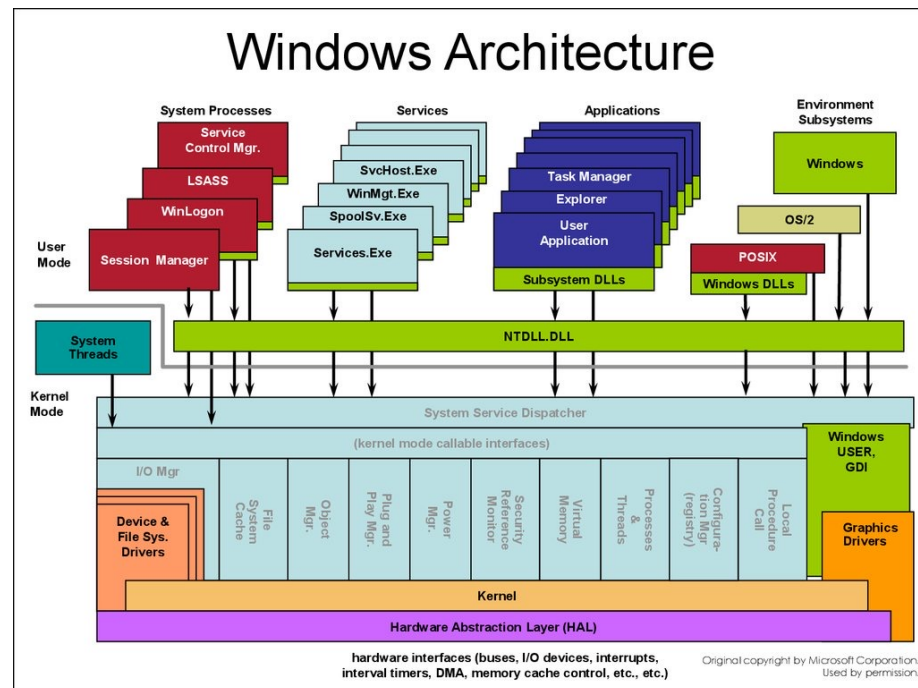 Windows Architecture
System Processes
Services
Applications
Environment
Subsystems
Service
Control Mgr.
LSASS
WinLogon
Session Manager
SvcHost.Exe
WinMgt.Exe
SpoolSv.Exe
Services.Exe
Task Manager
Explorer
User
Application
Subsystem DLLs
Windows
OS/2
POSIX
Windows DLLs
User
Mode
NTDLL.DLL
System
Threads
Kernel
Mode
System Service Dispatcher
(kernel mode callable interfaces)
Windows
USER,
GDI
I/O Mgr
Device &
File Sys.
Drivers
File
System
Cache
Object
Mgr.
Plug and
Play Mgr.
Power
Mgr.
Security
Reference
Monitor
Virtual
Memory
Processes
&
Threads
Configura-
tion Mgr
(registry)
Local
Procedure
Call
Graphics
Drivers
Kernel
Hardware Abstraction Layer (HAL)
hardware interfaces (buses, I/O devices, interrupts,
interval timers, DMA, memory cache control, etc., etc.)
Original copyright by Microsoft Corporation.
Used by permission